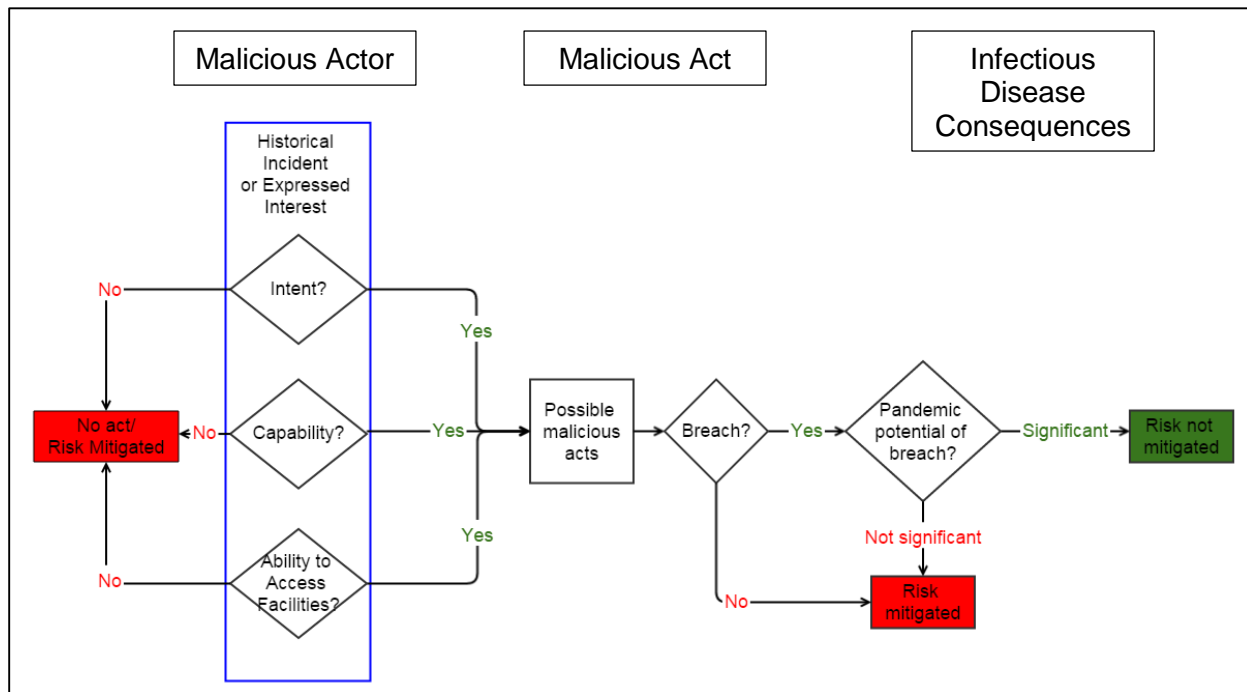 Malicious Actor
Malicious Act
Infectious
Disease
Consequences
Historical
Incident
or Expressed
Interest
No
Intent?
Yes
No act/
Risk Mitigated
No
Capability?
Yes
Possible
malicious
acts
Breach?
Yes
Pandemic
potential of
breach?
Significant
Risk not
mitigated
No
Ability to
Access
Facilities?
Yes
Not significant
No
Risk
mitigated